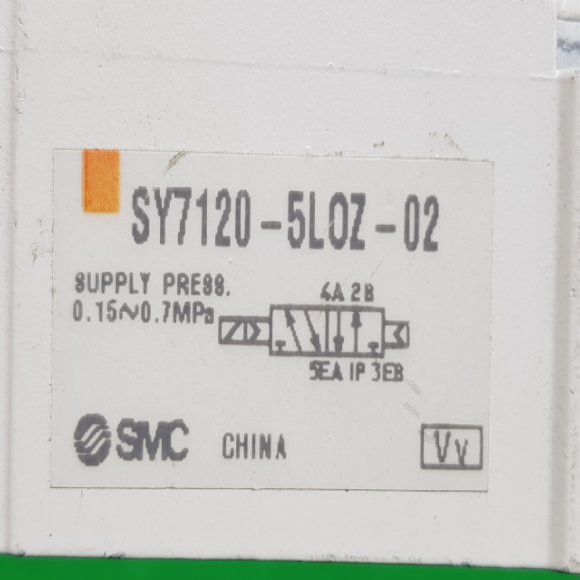 SY7120-5LOZ-02
SUPPLY PRESS.
0.15~0.7MPa
4A 2B
5EA 1P 3EB
SMC CHINA
Vv